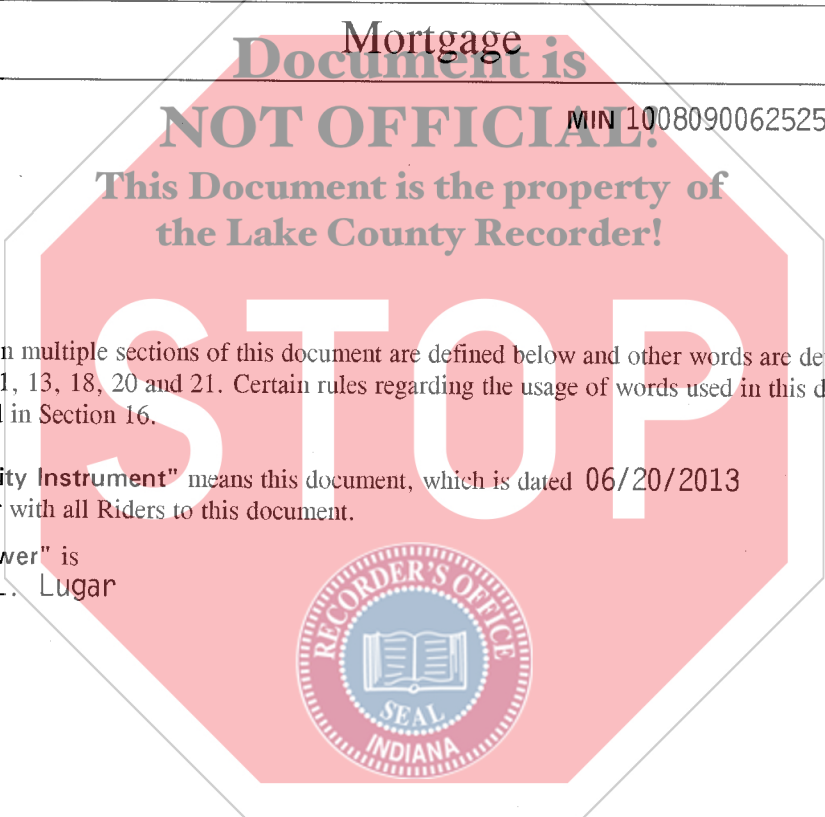 Mortgage
Document is
NOT OFFICIAL!
MIN 1008090062525
This Document is the property of
the Lake County Recorder!
STOP
n multiple sections of this document are defined below and other words are de
1, 13, 18, 20 and 21. Certain rules regarding the usage of words used in this d
in Section 16.
ity Instrument" means this document, which is dated 06/20/2013
with all Riders to this document.
wer" is
L. Lugar
RECORDER'S OFFICE
SEAL
INDIANA